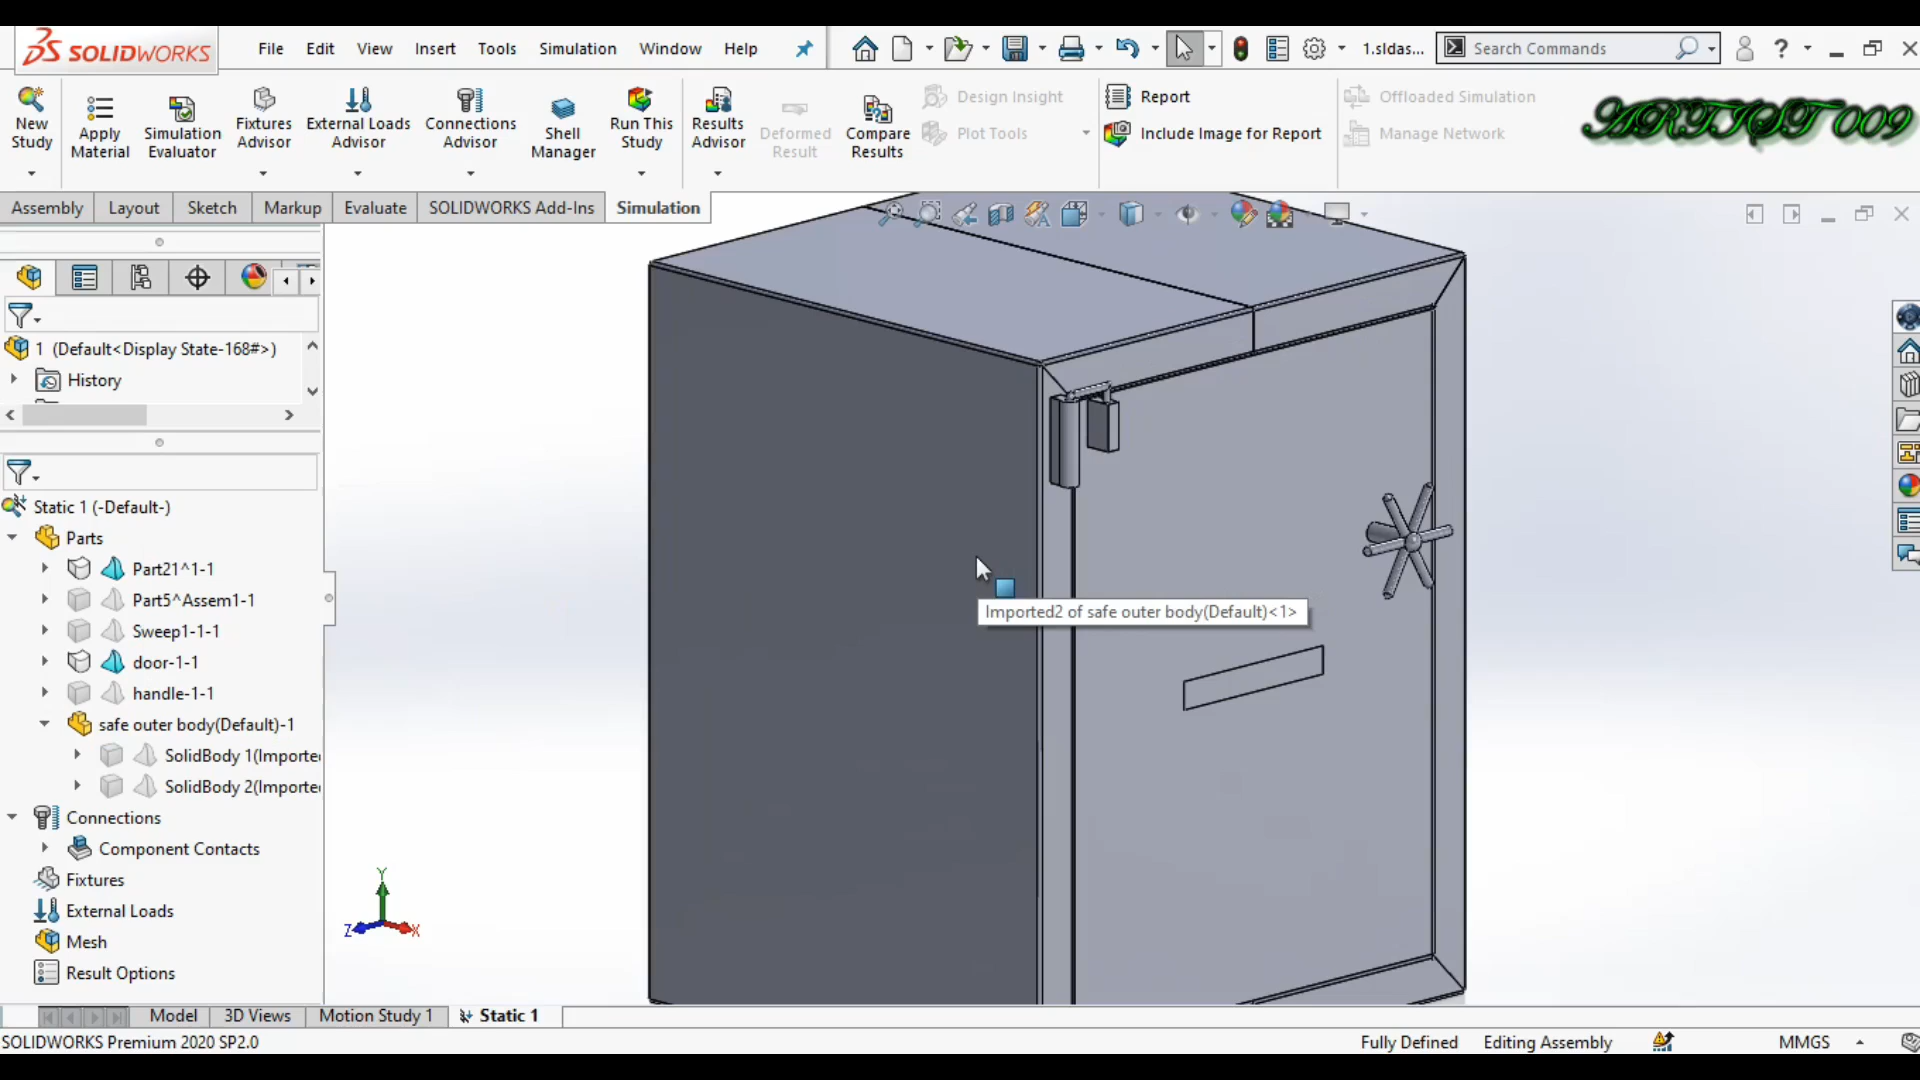 SOLIDWORKS
File Edit View Insert Tools Simulation Window Help
1.sldas...
Search Commands
New Study
Apply Material
Simulation Evaluator
Fixtures Advisor
External Loads Advisor
Connections Advisor
Shell Manager
Run This Study
Results Advisor
Deformed Result
Compare Results
Design Insight
Plot Tools
Report
Include Image for Report
Offloaded Simulation
Manage Network
ARTIST 009
Assembly Layout Sketch Markup Evaluate SOLIDWORKS Add-Ins Simulation
1 (Default<Display State-168#>)
History
Static 1 (-Default-)
Parts
Part21^1-1
Part5^Assem1-1
Sweep1-1-1
door-1-1
handle-1-1
safe outer body(Default)-1
SolidBody 1(Importe
SolidBody 2(Importe
Connections
Component Contacts
Fixtures
External Loads
Mesh
Result Options
Imported2 of safe outer body(Default)<1>
Y
Z
X
Model 3D Views Motion Study 1 Static 1
SOLIDWORKS Premium 2020 SP2.0
Fully Defined Editing Assembly MMGS